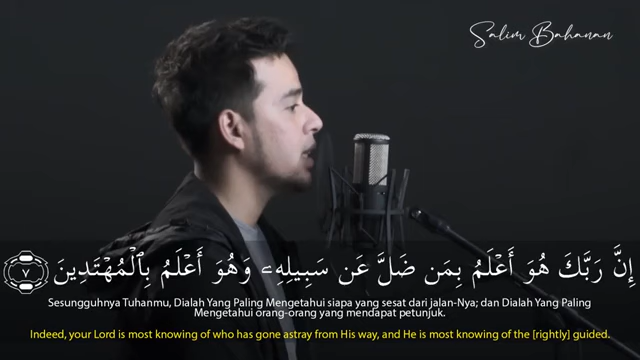 Salim Bahanan
إِنَّ رَبَّكَ هُوَ أَعْلَمُ بِمَن ضَلَّ عَن سَبِيلِهِۦ وَهُوَ أَعْلَمُ بِٱلْمُهْتَدِينَ ٧
Sesungguhnya Tuhanmu, Dialah Yang Paling Mengetahui siapa yang sesat dari jalan-Nya; dan Dialah Yang Paling
Mengetahui orang-orang yang mendapat petunjuk.
Indeed, your Lord is most knowing of who has gone astray from His way, and He is most knowing of the [rightly] guided.